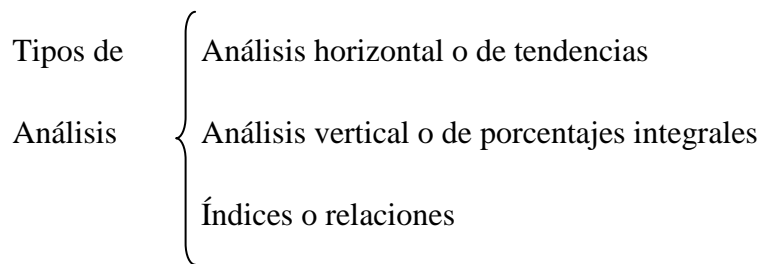 Tipos de
Análisis
Análisis horizontal o de tendencias
Análisis vertical o de porcentajes integrales
Índices o relaciones